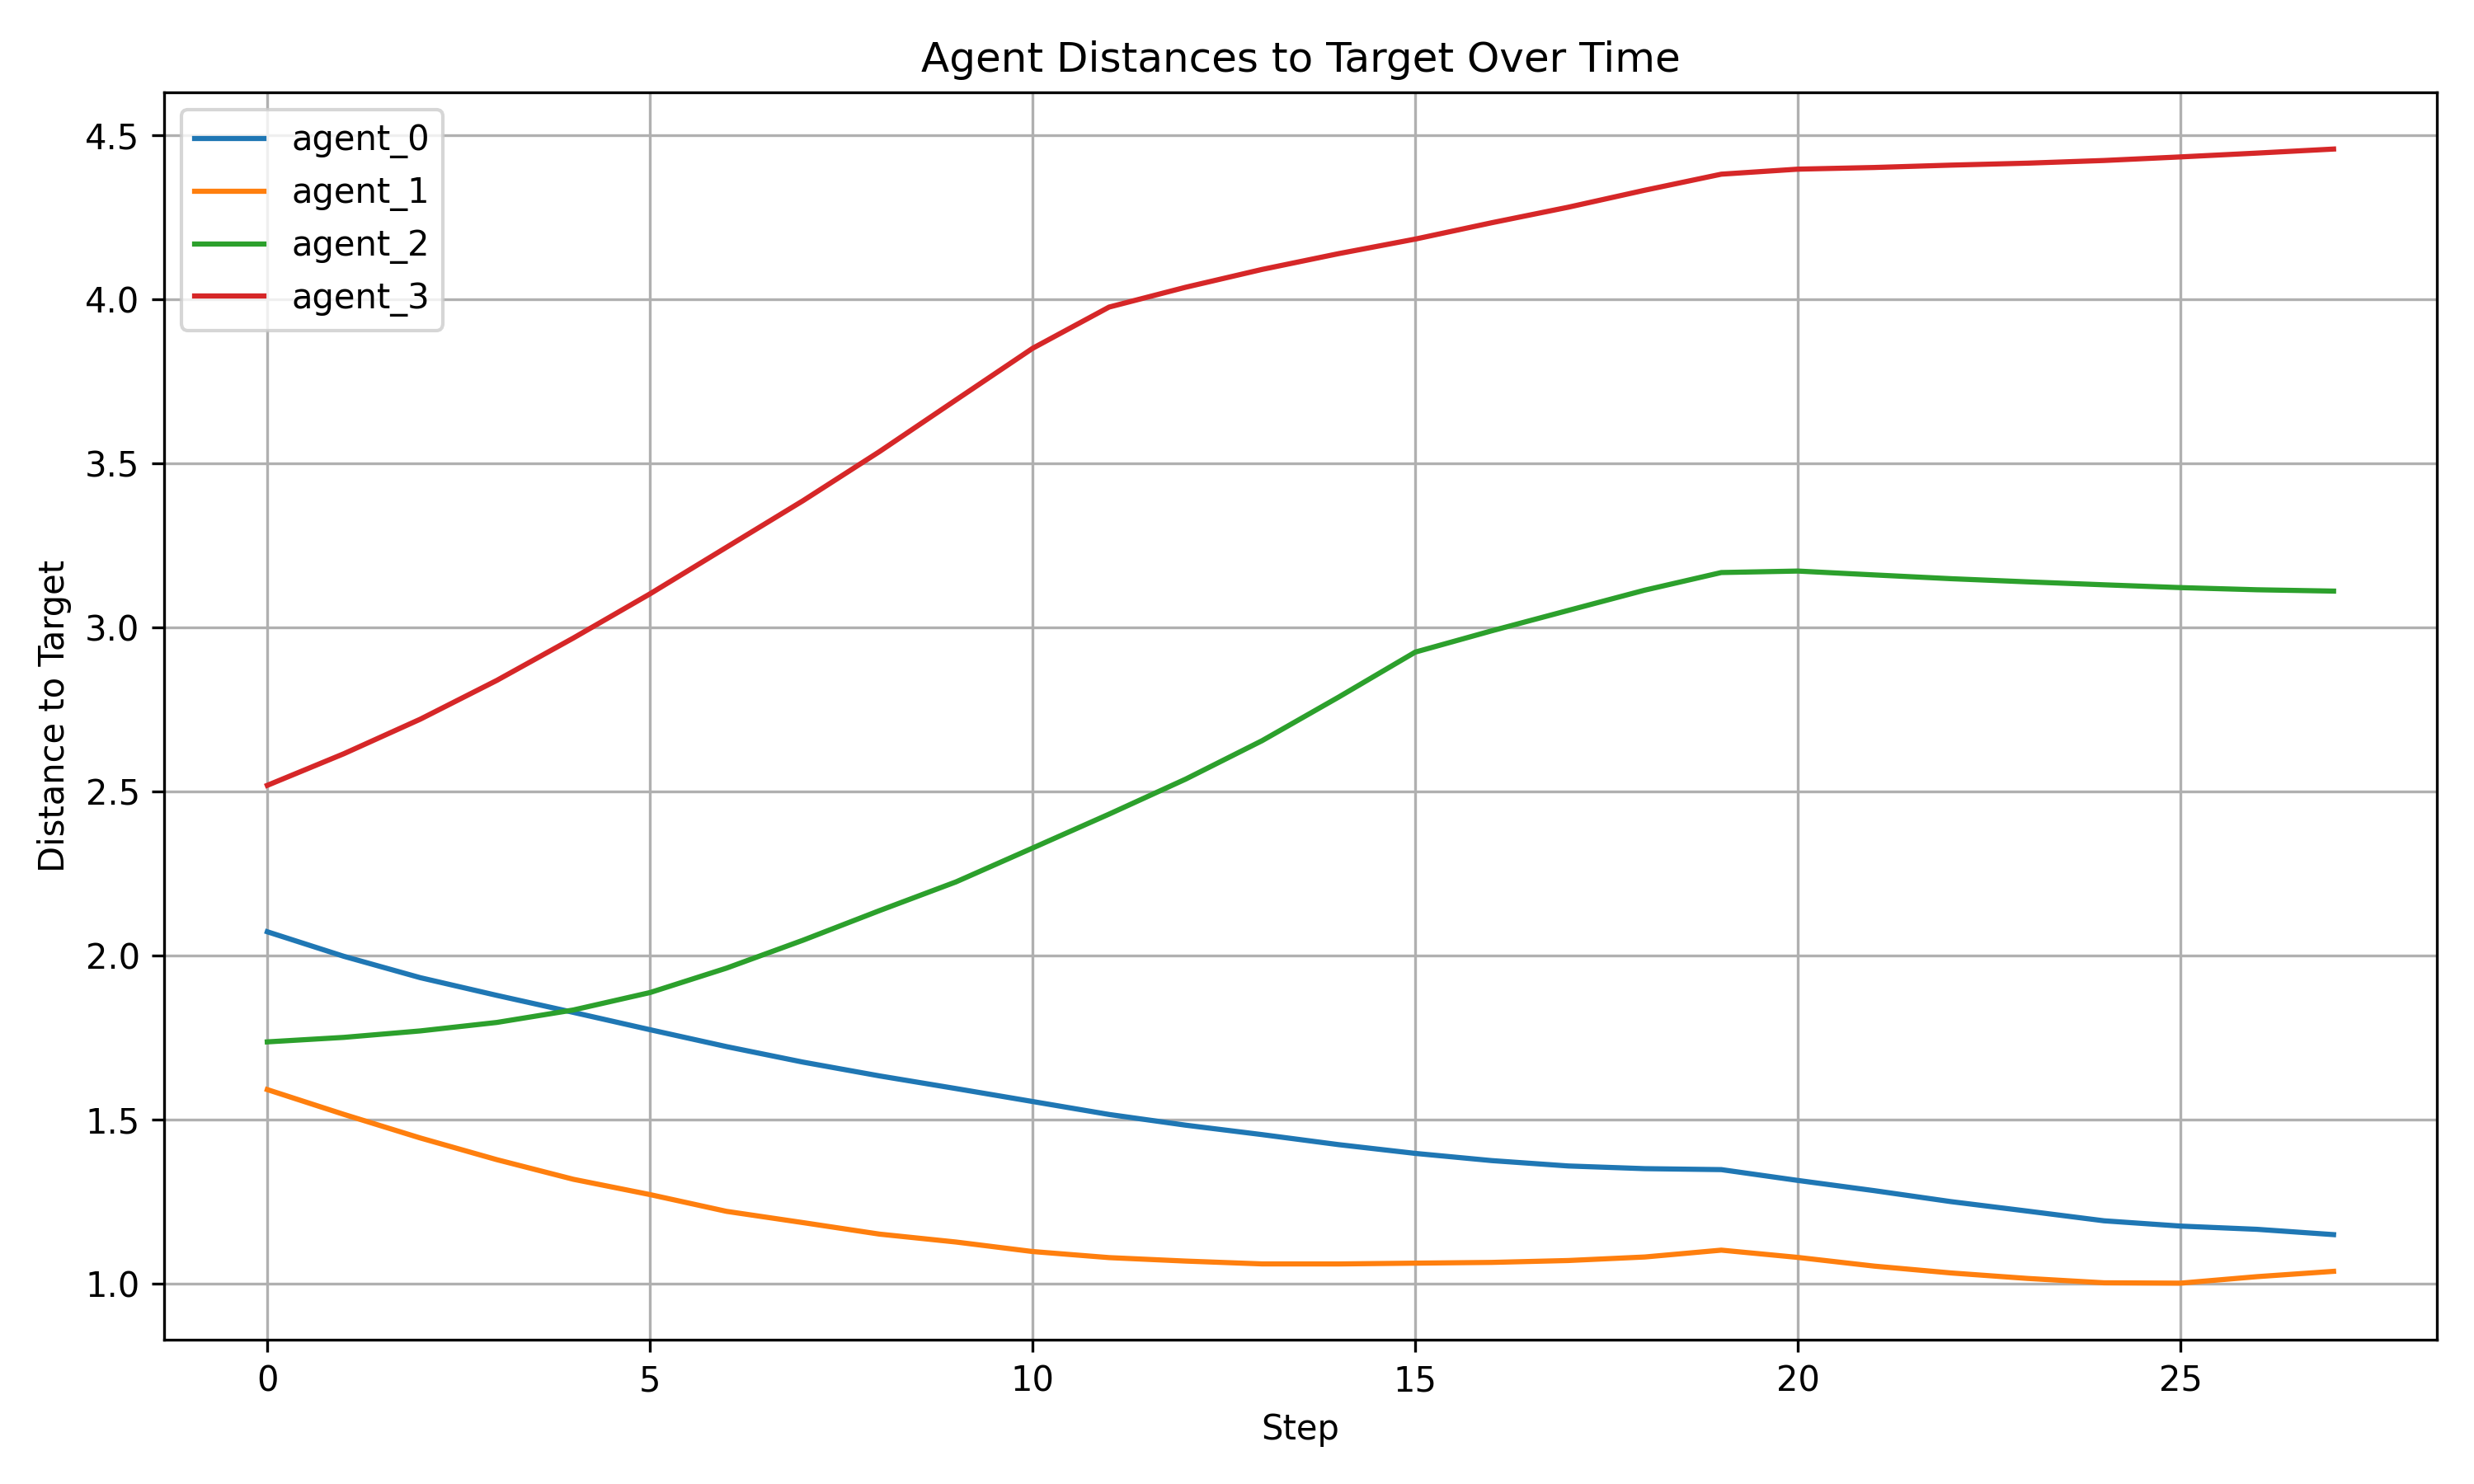 Agent Distances to Target Over Time
agent_0
agent_1
agent_2
agent_3
Distance to Target
4.5
4.0
3.5
3.0
2.5
2.0
1.5
1.0
0 5 10 15 20 25
Step